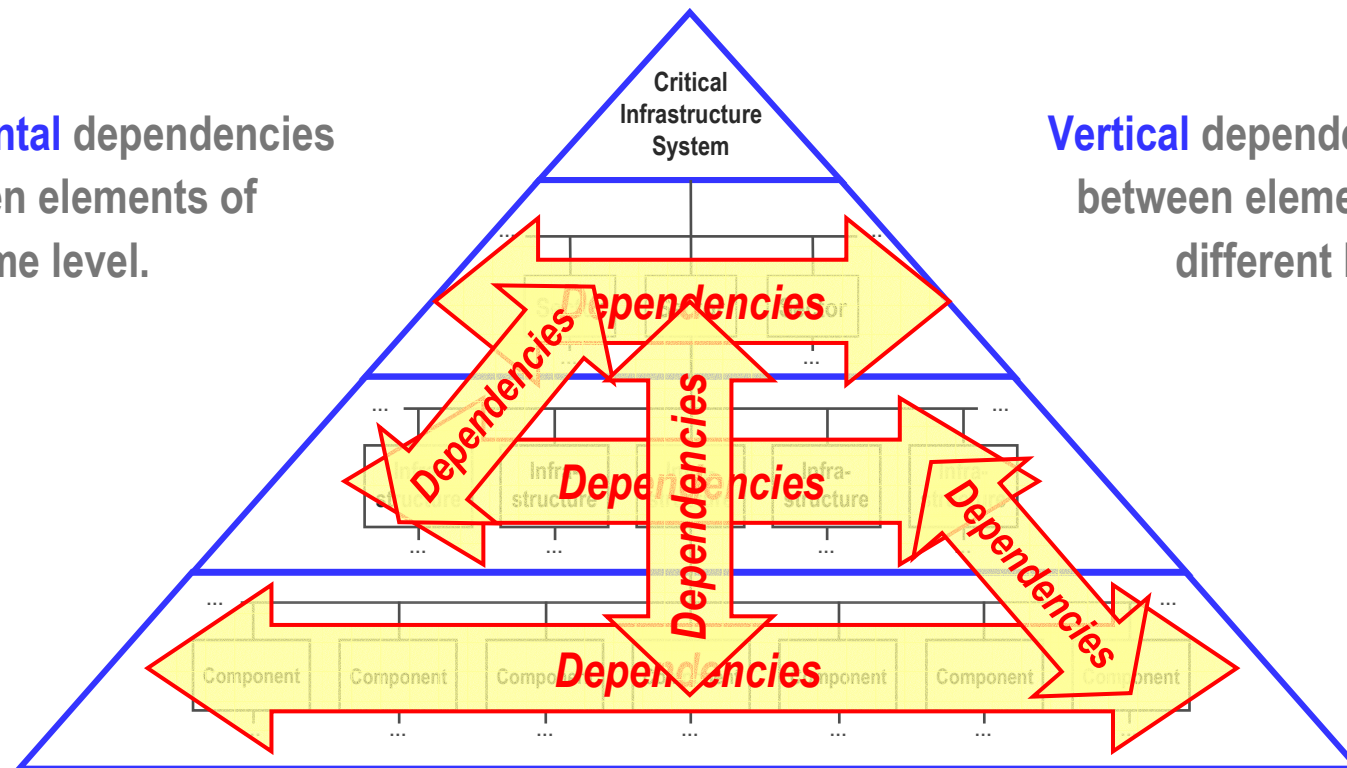 Critical
Infrastructure
System
ntal dependencies
en elements of
me level.
Vertical depende
between eleme
different l
...
...
Dependencies
...
Dependencies
Dependencies
...
...
Infra-
structure
Dependencies
Infra-
structure
...
...
...
Dependencies
...
...
Component
Component
Dependencies
Component
...
...
...
...
...
...
...